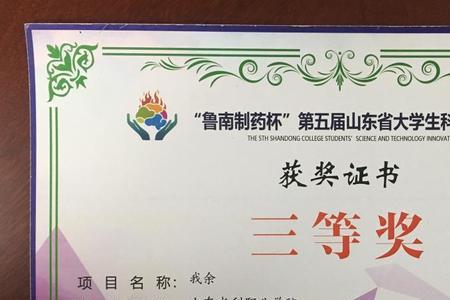 “鲁南制药杯”第五届山东省大学生科
THE 5TH SHANDONG COLLEGE STUDENTS' SCIENCE AND TECHNOLOGY INNOVAT
获奖证书
三等奖
项目名称：我余